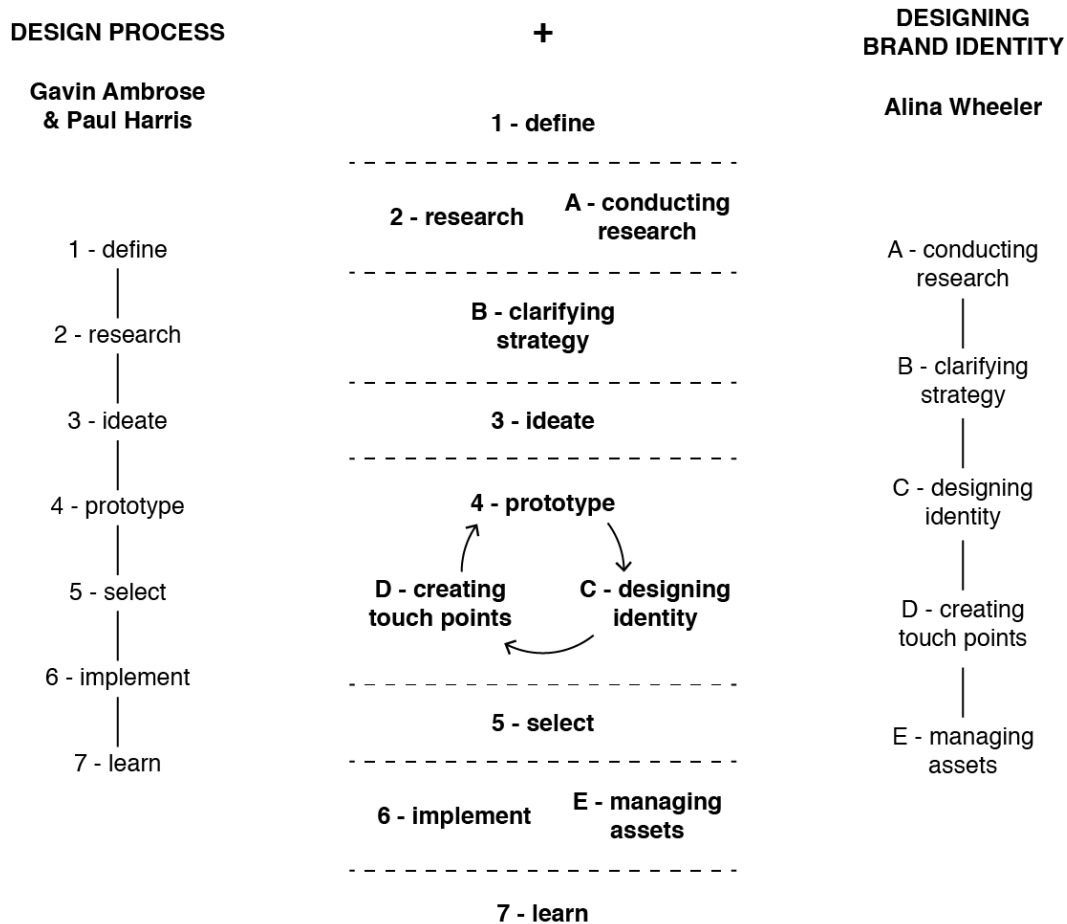 DESIGN PROCESS
Gavin Ambrose
& Paul Harris
1 - define
2 - research
3 - ideate
4 - prototype
5 - select
6 - implement
7 - learn
+
1 - define
2 - research
A - conducting
research
B - clarifying
strategy
3 - ideate
4 - prototype
D - creating
touch points
C - designing
identity
5 - select
6 - implement
E - managing
assets
7 - learn
DESIGNING
BRAND IDENTITY
Alina Wheeler
A - conducting
research
B - clarifying
strategy
C - designing
identity
D - creating
touch points
E - managing
assets